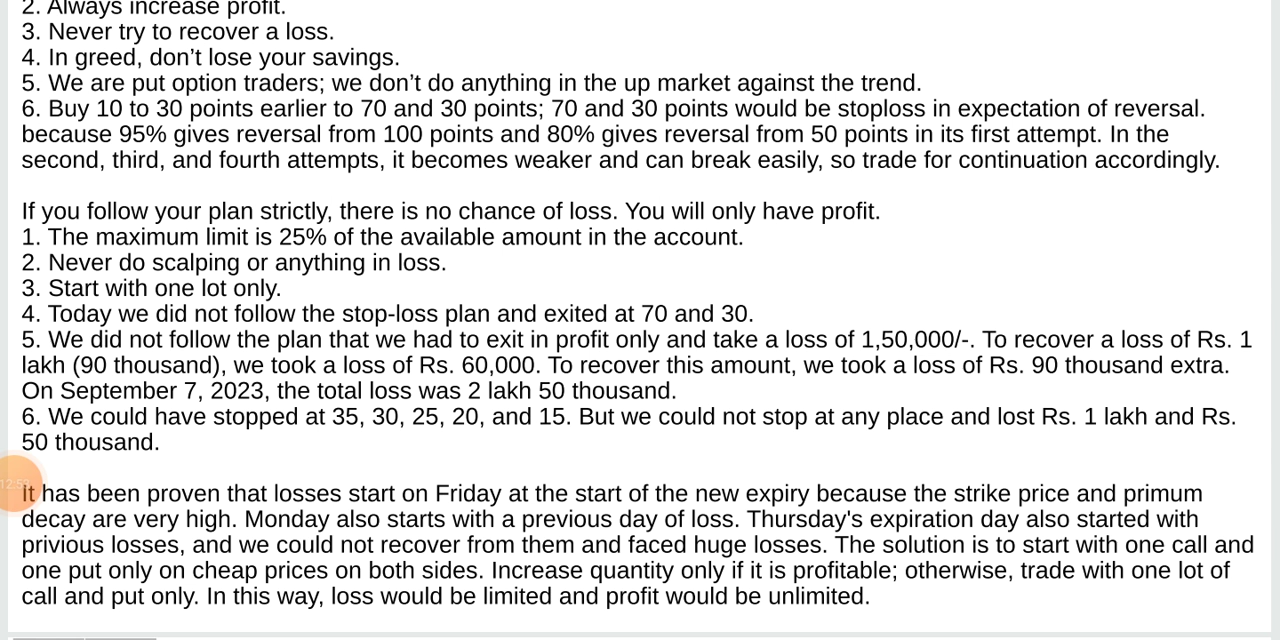 2. Always increase profit.
3. Never try to recover a loss.
4. In greed, don’t lose your savings.
5. We are put option traders; we don’t do anything in the up market against the trend.
6. Buy 10 to 30 points earlier to 70 and 30 points; 70 and 30 points would be stoploss in expectation of reversal.
because 95% gives reversal from 100 points and 80% gives reversal from 50 points in its first attempt. In the
second, third, and fourth attempts, it becomes weaker and can break easily, so trade for continuation accordingly.
If you follow your plan strictly, there is no chance of loss. You will only have profit.
1. The maximum limit is 25% of the available amount in the account.
2. Never do scalping or anything in loss.
3. Start with one lot only.
4. Today we did not follow the stop-loss plan and exited at 70 and 30.
5. We did not follow the plan that we had to exit in profit only and take a loss of 1,50,000/-. To recover a loss of Rs. 1
lakh (90 thousand), we took a loss of Rs. 60,000. To recover this amount, we took a loss of Rs. 90 thousand extra.
On September 7, 2023, the total loss was 2 lakh 50 thousand.
6. We could have stopped at 35, 30, 25, 20, and 15. But we could not stop at any place and lost Rs. 1 lakh and Rs.
50 thousand.
It has been proven that losses start on Friday at the start of the new expiry because the strike price and primum
decay are very high. Monday also starts with a previous day of loss. Thursday's expiration day also started with
privious losses, and we could not recover from them and faced huge losses. The solution is to start with one call and
one put only on cheap prices on both sides. Increase quantity only if it is profitable; otherwise, trade with one lot of
call and put only. In this way, loss would be limited and profit would be unlimited.